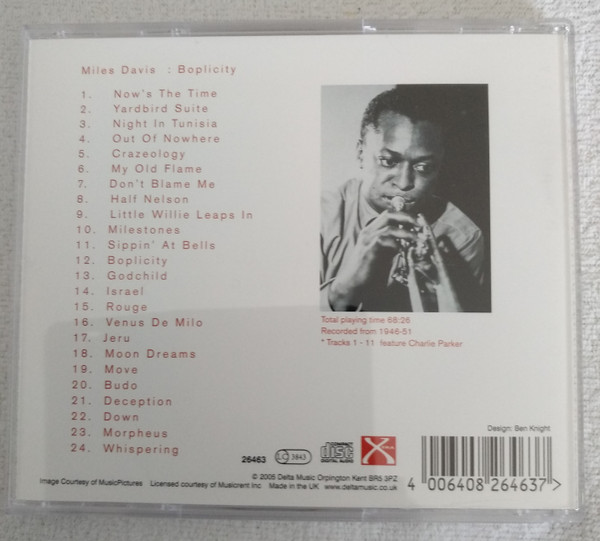 Miles Davis : Boplicity
1. Now's The Time
2. Yardbird Suite
3. Night In Tunisia
4. Out Of Nowhere
5. Crazeology
6. My Old Flame
7. Don't Blame Me
8. Half Nelson
9. Little Willie Leaps In
10. Milestones
11. Sippin' At Bells
12. Boplicity
13. Godchild
14. Israel
15. Rouge
16. Venus De Milo
17. Jeru
18. Moon Dreams
19. Move
20. Budo
21. Deception
22. Down
23. Morpheus
24. Whispering
Total playing time 68:26
Recorded from 1946-51
* Tracks 1 - 11 feature Charlie Parker
Design: Ben Knight
26463
LC 3843
COMPACT
disc
DIGITAL AUDIO
X
© 2005 Delta Music Orpington Kent BR5 3PZ
Image Courtesy of MusicPictures Licensed courtesy of Musicrent Inc Made in the UK www.deltamusic.co.uk
4 006408 264637 >